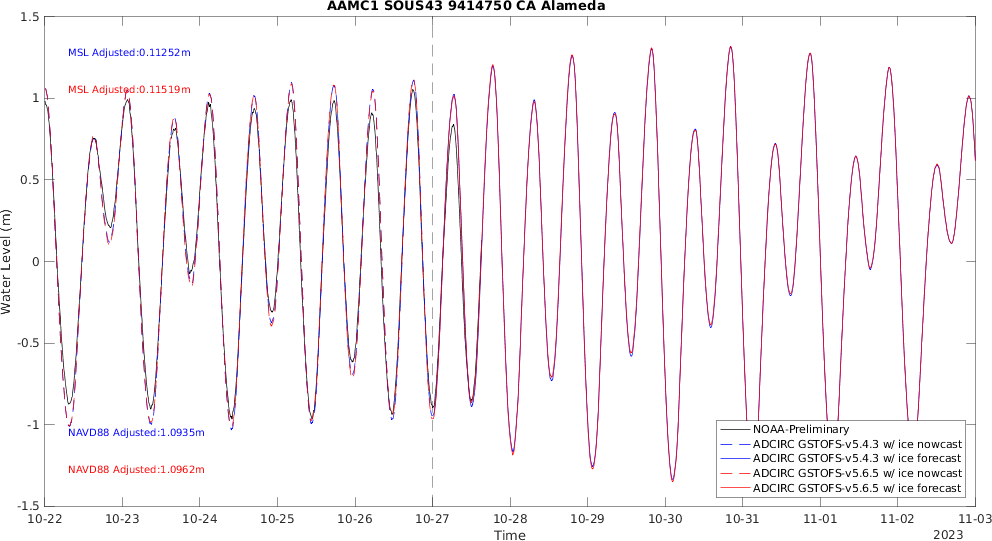 AAMC1 SOUS43 9414750 CA Alameda
1.5
MSL Adjusted:0.11252m
MSL Adjusted:0.11519m
1
0.5
0
-0.5
-1
-1.5
Water Level (m)
NAVD88 Adjusted:1.0935m
NAVD88 Adjusted:1.0962m
NOAA-Preliminary
ADCIRC GSTOFS-v5.4.3 w/ ice nowcast
ADCIRC GSTOFS-v5.4.3 w/ ice forecast
ADCIRC GSTOFS-v5.6.5 w/ ice nowcast
ADCIRC GSTOFS-v5.6.5 w/ ice forecast
10-22 10-23 10-24 10-25 10-26 10-27 10-28 10-29 10-30 10-31 11-01 11-02 11-03
Time
2023